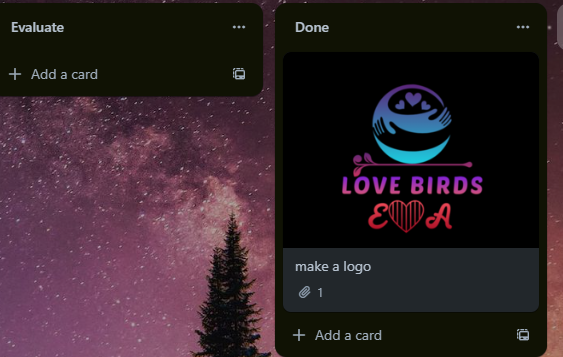 Evaluate
Add a card
Done
LOVE BIRDS
E A
make a logo
1
Add a card